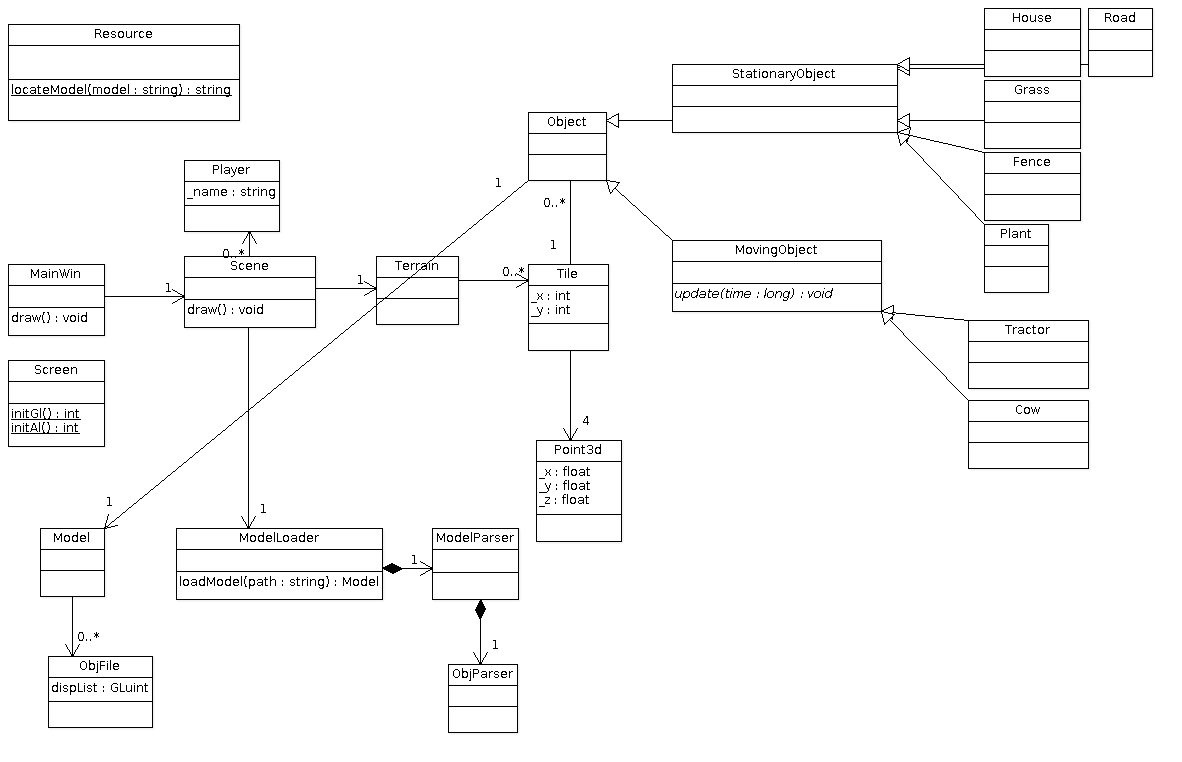 House
Road
Resource
locateModel(model : string) : string
StationaryObject
Grass
Object
Fence
Player
_name : string
1
0..*
1
Plant
MovingObject
update(time : long) : void
0..*
Scene
draw() : void
MainWin
draw() : void
1
1
Terrain
0..*
Tile
_x : int
_y : int
Tractor
Screen
initGl() : int
initAl() : int
Cow
4
Point3d
_x : float
_y : float
_z : float
1
1
Model
ModelLoader
loadModel(path : string) : Model
1
ModelParser
0..*
1
ObjFile
dispList : GLuint
ObjParser